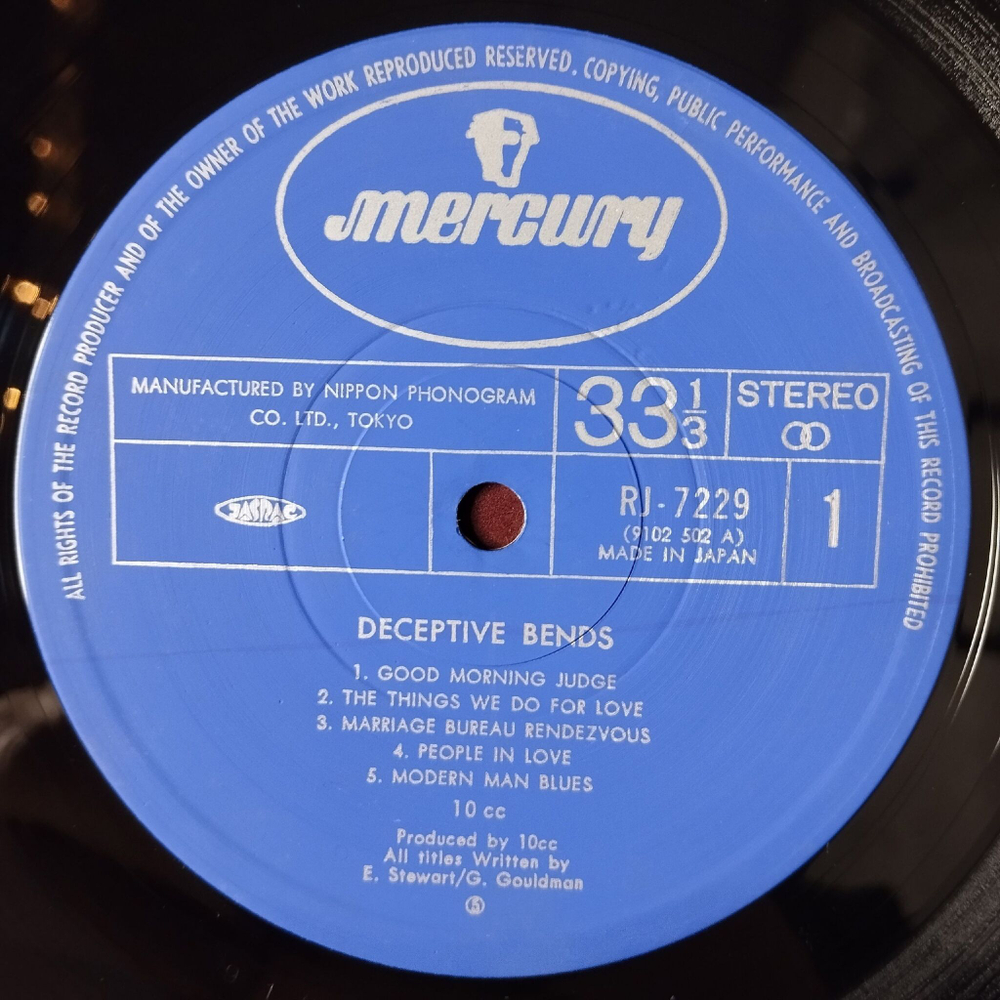 ALL RIGHTS OF THE RECORD PRODUCER AND OF THE OWNER OF THE WORK REPRODUCED RESERVED. COPYING, PUBLIC PERFORMANCE AND BROADCASTING OF THIS RECORD PROHIBITED
mercury
MANUFACTURED BY NIPPON PHONOGRAM
CO. LTD., TOKYO
33 1/3
STEREO
JASRAC
RJ-7229
(9102 502 A)
MADE IN JAPAN
1
DECEPTIVE BENDS
1. GOOD MORNING JUDGE
2. THE THINGS WE DO FOR LOVE
3. MARRIAGE BUREAU RENDEZVOUS
4. PEOPLE IN LOVE
5. MODERN MAN BLUES
10 cc
Produced by 10cc
All titles Written by
E. Stewart/G. Gouldman